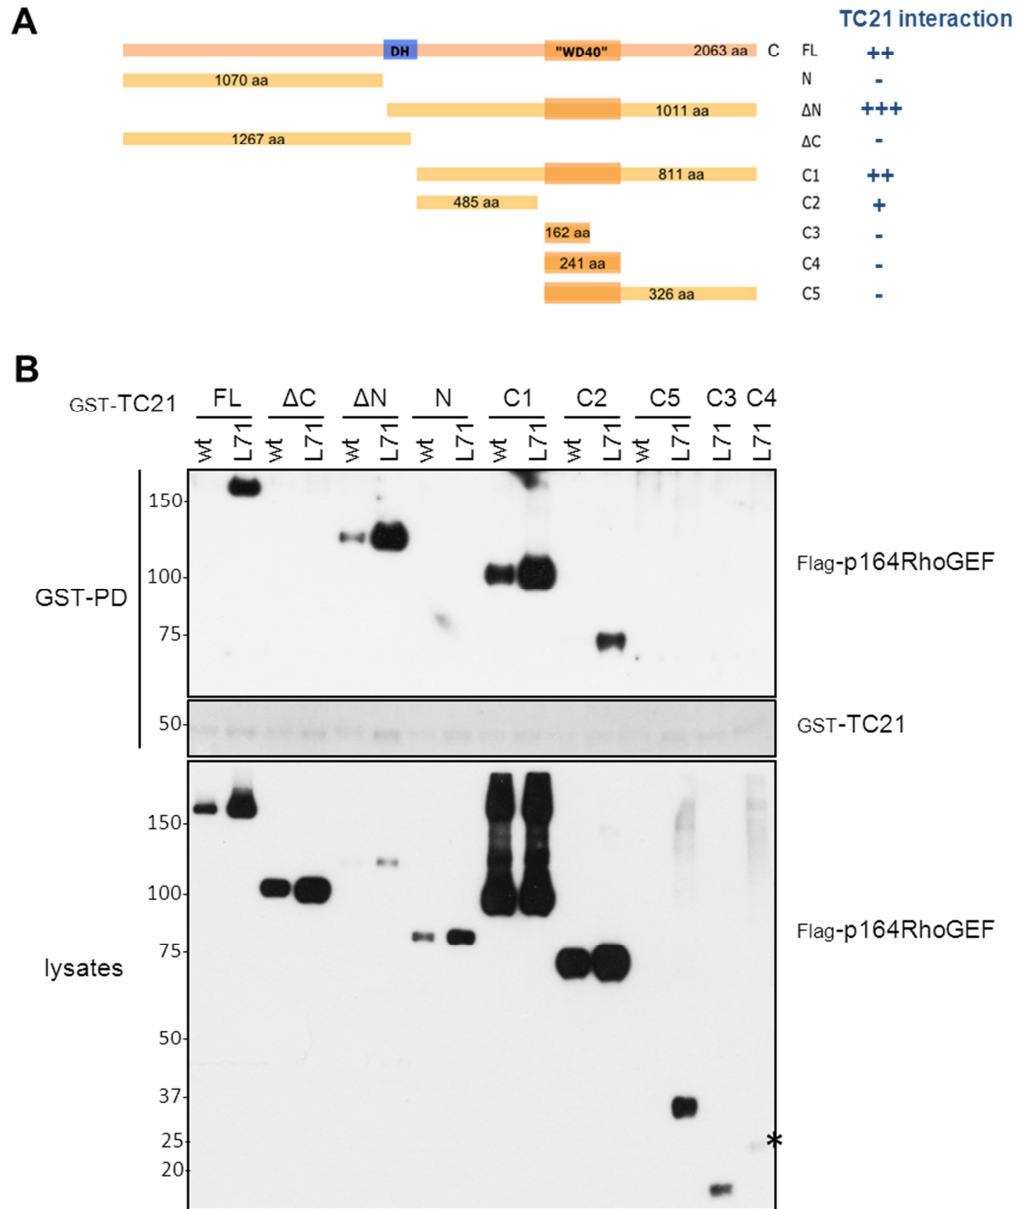 A
TC21 interaction
DH "WD40" 2063 aa C FL ++
1070 aa N -
1011 aa ΔN +++
1267 aa ΔC -
811 aa C1 ++
485 aa C2 +
162 aa C3 -
241 aa C4 -
326 aa C5 -
B
GST-TC21 FL ΔC ΔN N C1 C2 C5 C3 C4
wt L71 wt L71 wt L71 wt L71 wt L71 wt L71 wt L71 L71 L71
150
100
75
GST-PD
Flag-p164RhoGEF
50
GST-TC21
150
100
75
50
37
25
20
lysates
Flag-p164RhoGEF
*